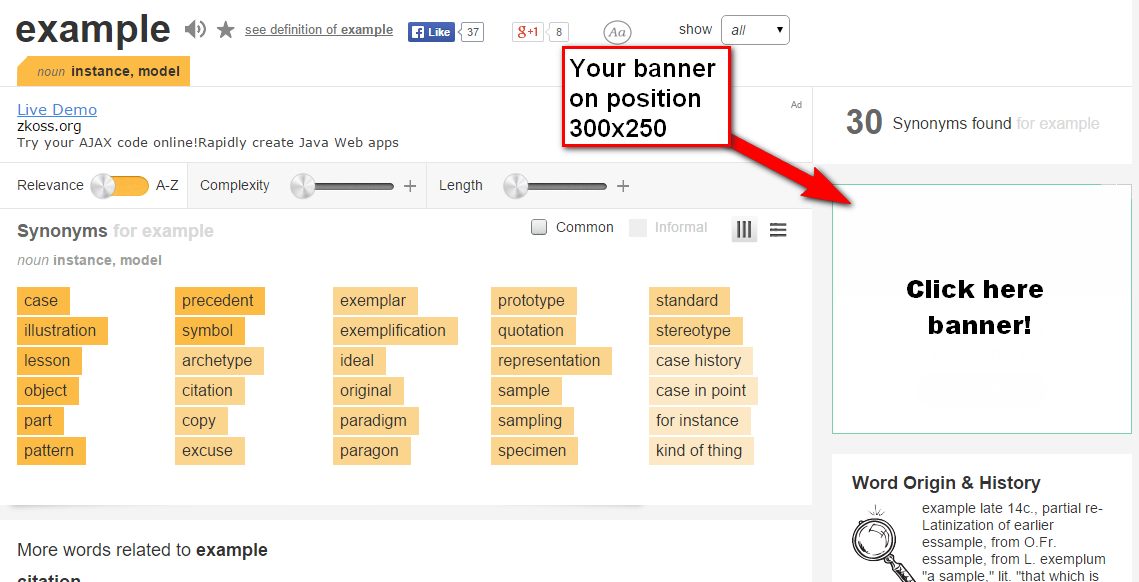 example see definition of example Like 37 g+1 8 Aa show all
noun instance, model
Your banner
on position
300x250
Live Demo
zkoss.org
Try your AJAX code online!Rapidly create Java Web apps
Ad
30 Synonyms found for example
Relevance A-Z Complexity + Length +
Synonyms for example
Common Informal
noun instance, model
case precedent exemplar prototype standard
illustration symbol exemplification quotation stereotype
lesson archetype ideal representation case history
object citation original sample case in point
part copy paradigm sampling for instance
pattern excuse paragon specimen kind of thing
Click here
banner!
More words related to example
citation
Word Origin & History
example late 14c., partial re-
Latinization of earlier
essample, from O.Fr.
essample, from L. exemplum
"a sample," lit. "that which is